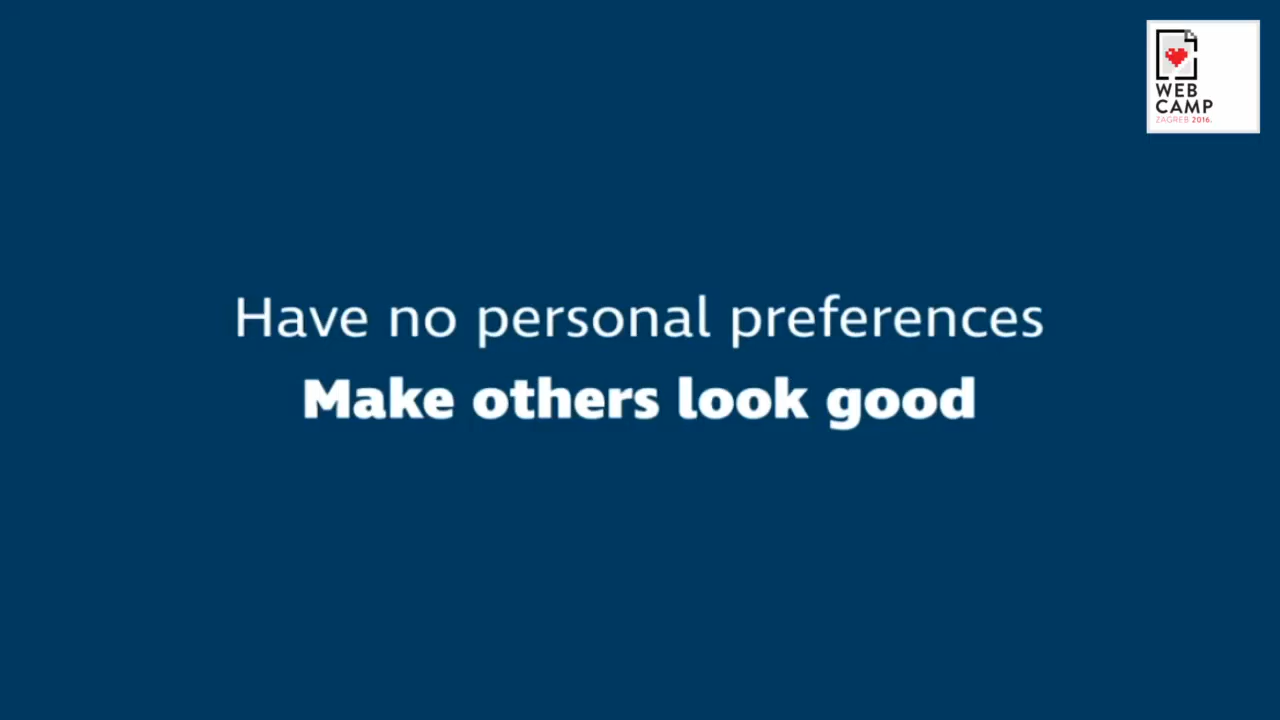 WEB
CAMP
ZAGREB 2016.
Have no personal preferences
Make others look good